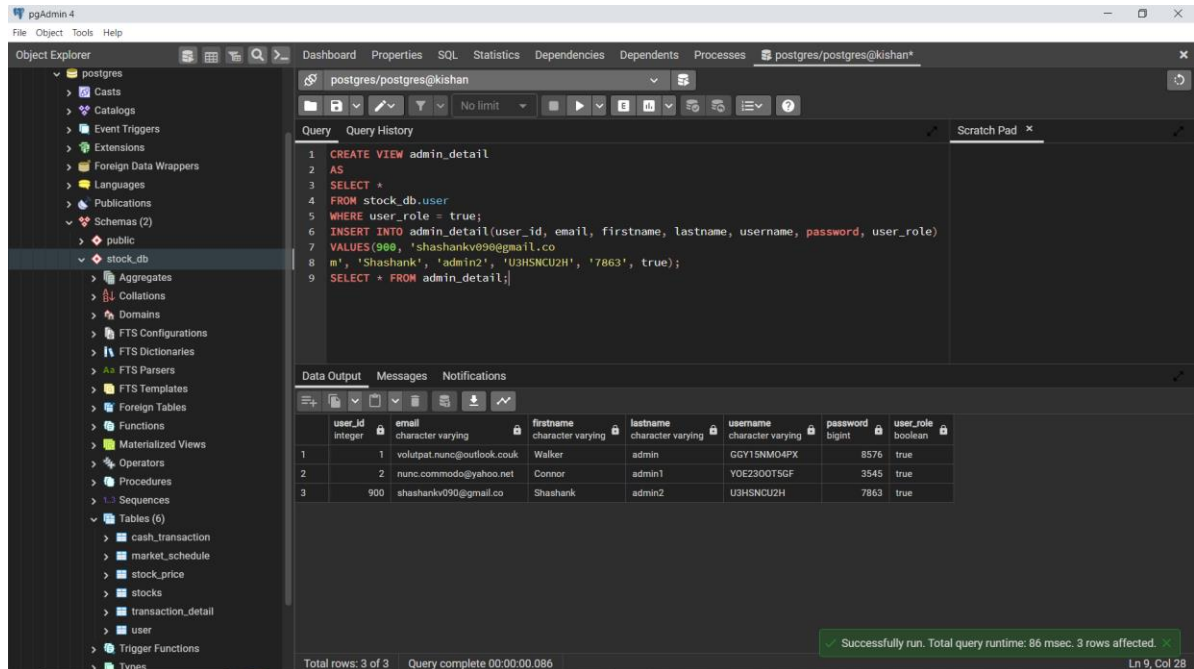 pgAdmin 4
File Object Tools Help
Object Explorer
Dashboard Properties SQL Statistics Dependencies Dependents Processes postgres/postgres@kishan*
postgres
Casts
Catalogs
Event Triggers
Extensions
Foreign Data Wrappers
Languages
Publications
Schemas (2)
public
stock_db
Aggregates
Collations
Domains
FTS Configurations
FTS Dictionaries
Aa FTS Parsers
FTS Templates
Foreign Tables
Functions
Materialized Views
Operators
Procedures
1..3 Sequences
Tables (6)
cash_transaction
market_schedule
stock_price
stocks
transaction_detail
user
Trigger Functions
Types
postgres/postgres@kishan
No limit
Query Query History
Scratch Pad
1 CREATE VIEW admin_detail
2 AS
3 SELECT *
4 FROM stock_db.user
5 WHERE user_role = true;
6 INSERT INTO admin_detail(user_id, email, firstname, lastname, username, password, user_role)
7 VALUES(900, 'shashankv090@gmail.co
8 m', 'Shashank', 'admin2', 'U3HSNCU2H', '7863', true);
9 SELECT * FROM admin_detail;
Data Output Messages Notifications
user_id email firstname lastname username password user_role
integer character varying character varying character varying character varying bigint boolean
1 1 volutpat.nunc@outlook.couk Walker admin GGY15NMO4PX 8576 true
2 2 nunc.commodo@yahoo.net Connor admin1 YOE23OOT5GF 3545 true
3 900 shashankv090@gmail.co Shashank admin2 U3HSNCU2H 7863 true
Successfully run. Total query runtime: 86 msec. 3 rows affected.
Total rows: 3 of 3 Query complete 00:00:00.086 Ln 9, Col 28